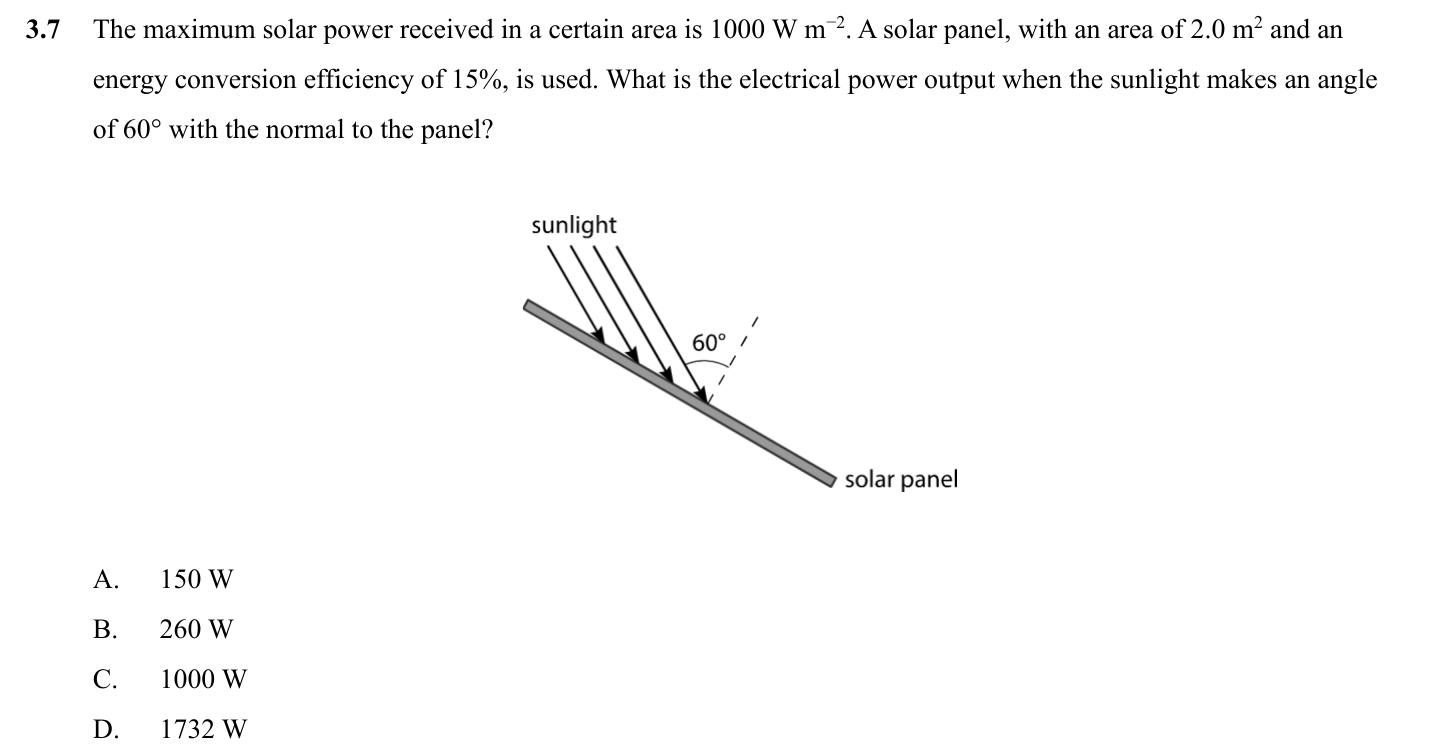 3.7 The maximum solar power received in a certain area is 1000 W m⁻². A solar panel, with an area of 2.0 m² and an
energy conversion efficiency of 15%, is used. What is the electrical power output when the sunlight makes an angle
of 60° with the normal to the panel?
sunlight
60°
solar panel
A. 150 W
B. 260 W
C. 1000 W
D. 1732 W